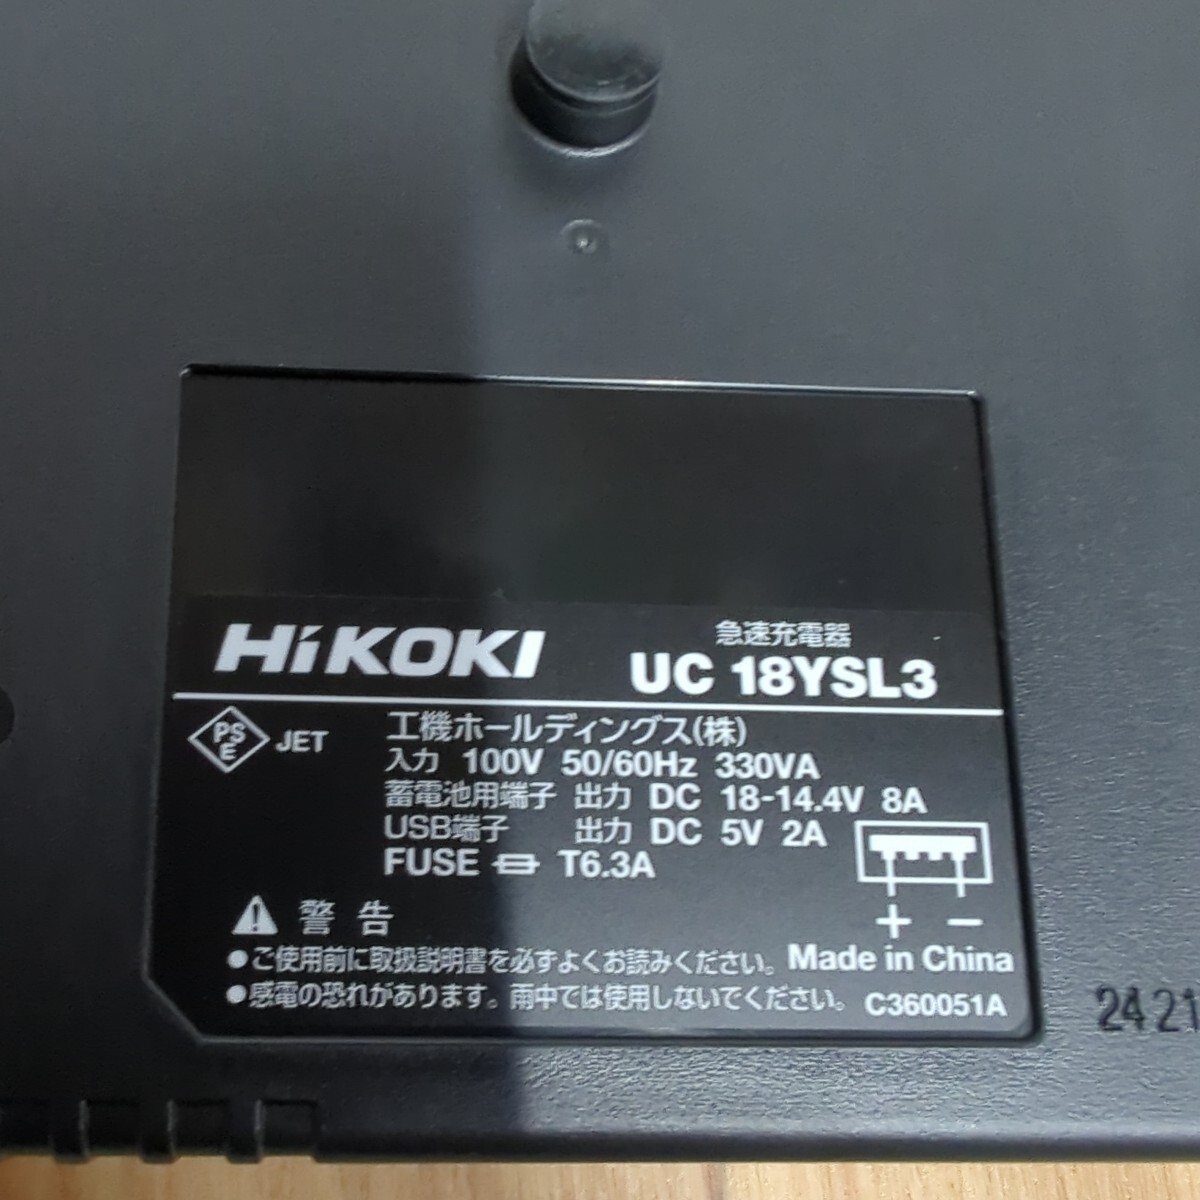 HiKOKI
急速充電器
UC 18YSL3
PSE JET
工機ホールディングス(株)
入力 100V 50/60Hz 330VA
蓄電池用端子 出力 DC 18-14.4V 8A
USB端子 出力 DC 5V 2A
FUSE T6.3A
+ −
⚠ 警告
●ご使用前に取扱説明書を必ずよくお読みください。
●感電の恐れがあります。雨中では使用しないでください。
Made in China
C360051A
24 21